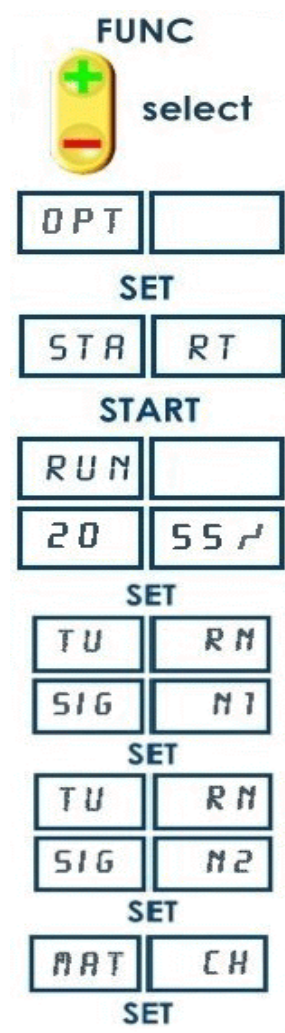 FUNC
+
select
-
OPT
SET
STA RT
START
RUN
20 55
SET
TU RN
SIG N1
SET
TU RN
SIG N2
SET
MAT CH
SET